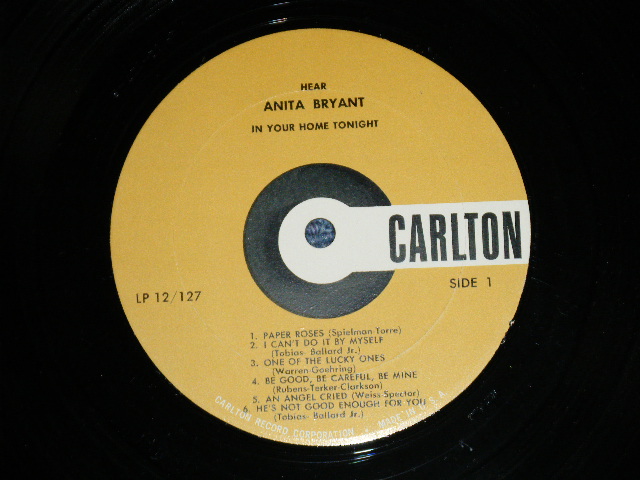 HEAR
ANITA BRYANT
IN YOUR HOME TONIGHT
CARLTON
LP 12/127
SIDE 1
1. PAPER ROSES (Spielman-Torre)
2. I CAN'T DO IT BY MYSELF
(Tobias- Ballard Jr.)
3. ONE OF THE LUCKY ONES
(Warren-Goehring)
4. BE GOOD, BE CAREFUL, BE MINE
(Rubens-Terker-Clarkson)
5. AN ANGEL CRIED (Weiss-Spector)
6. HE'S NOT GOOD ENOUGH FOR YOU
(Tobias- Ballard Jr.)
CARLTON RECORD CORPORATION • MADE IN U.S.A.